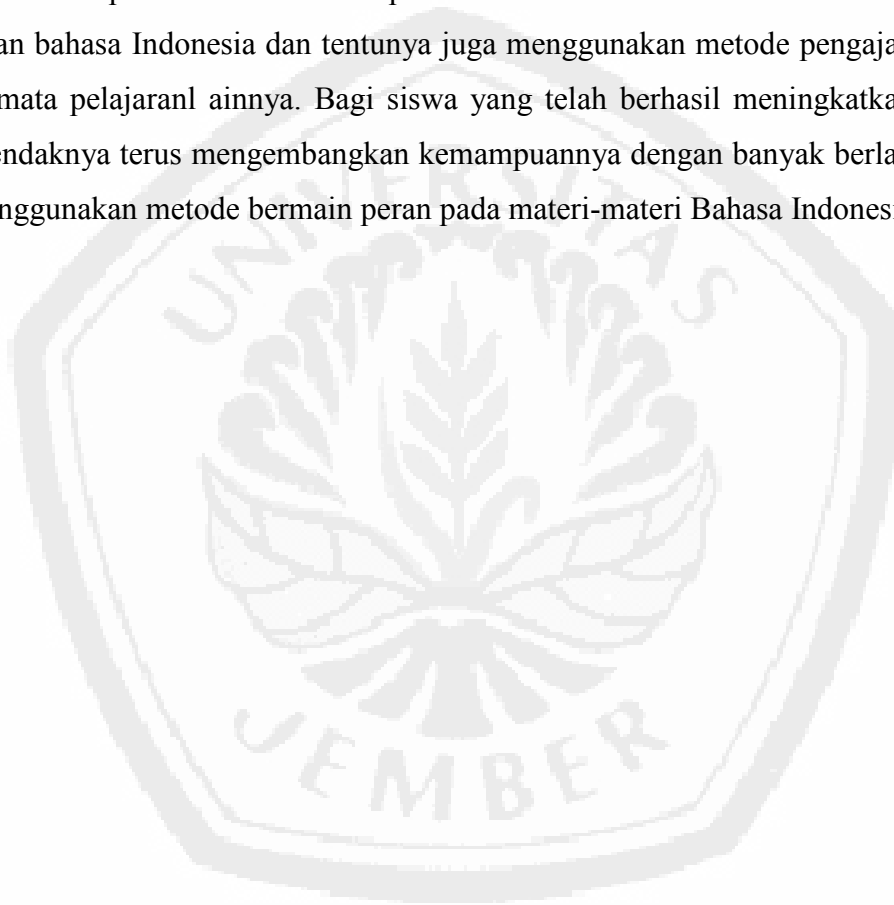 an bahasa Indonesia dan tentunya juga menggunakan metode pengaja
mata pelajaranl ainnya. Bagi siswa yang telah berhasil meningkatka
endaknya terus mengembangkan kemampuannya dengan banyak berla
nggunakan metode bermain peran pada materi-materi Bahasa Indonesi
UNIVERSITAS
JEMBER